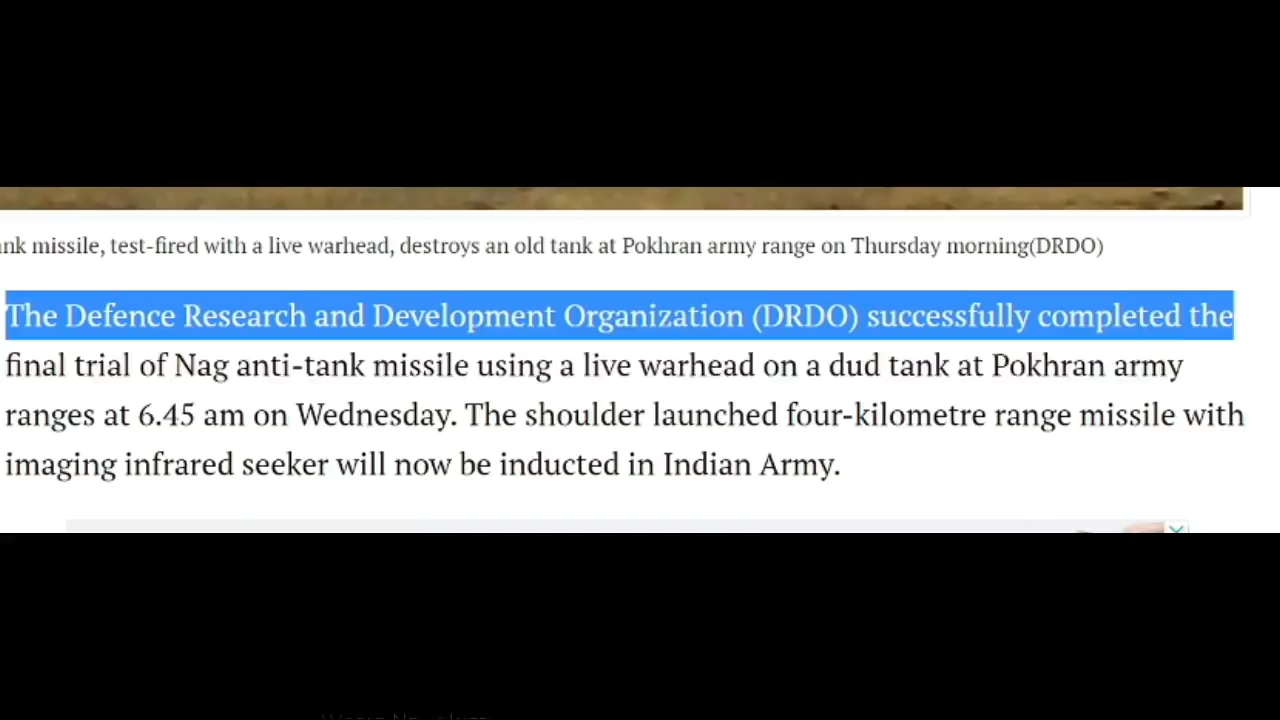 missile, test-fired with a live warhead, destroys an old tank at Pokhran army range on Thursday morning(DRDO)
The Defence Research and Development Organization (DRDO) successfully completed the
final trial of Nag anti-tank missile using a live warhead on a dud tank at Pokhran army
ranges at 6.45 am on Wednesday. The shoulder launched four-kilometre range missile with
imaging infrared seeker will now be inducted in Indian Army.